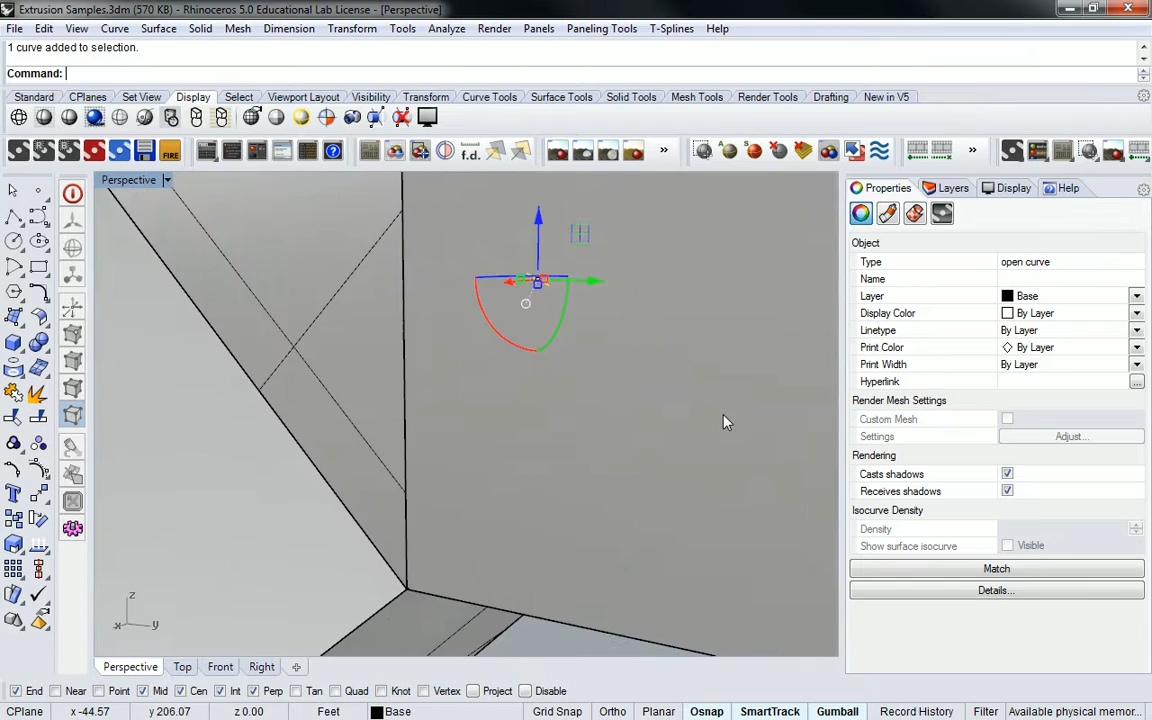 Extrusion Samples.3dm (570 KB) - Rhinoceros 5.0 Educational Lab License - [Perspective]
File Edit View Curve Surface Solid Mesh Dimension Transform Tools Analyze Render Panels Paneling Tools T-Splines Help
1 curve added to selection.
Command:
Standard CPlanes Set View Display Select Viewport Layout Visibility Transform Curve Tools Surface Tools Solid Tools Mesh Tools Render Tools Drafting New in V5
FIRE f.d. » »
Perspective
Properties Layers Display Help
Object
Type open curve
Name
Layer Base
Display Color By Layer
Linetype By Layer
Print Color By Layer
Print Width By Layer
Hyperlink ...
Render Mesh Settings
Custom Mesh
Settings Adjust...
Rendering
Casts shadows
Receives shadows
Isocurve Density
Density
Show surface isocurve Visible
Match
Details...
z
x y
Perspective Top Front Right
End Near Point Mid Cen Int Perp Tan Quad Knot Vertex Project Disable
CPlane x -44.57 y 206.07 z 0.00 Feet Base Grid Snap Ortho Planar Osnap SmartTrack Gumball Record History Filter Available physical memor...